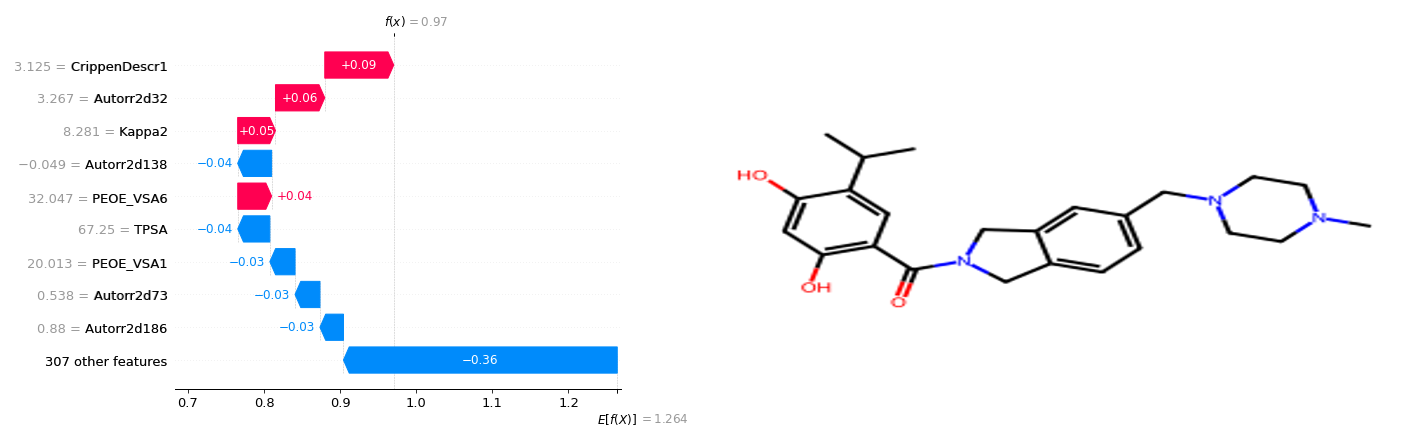 f(x) = 0.97
3.125 = CrippenDescr1
+0.09
3.267 = Autorr2d32
+0.06
8.281 = Kappa2
+0.05
−0.049 = Autorr2d138
−0.04
32.047 = PEOE_VSA6
+0.04
67.25 = TPSA
−0.04
20.013 = PEOE_VSA1
−0.03
0.538 = Autorr2d73
−0.03
0.88 = Autorr2d186
−0.03
307 other features
−0.36
0.7 0.8 0.9 1.0 1.1 1.2
E[f(X)] = 1.264
HO
OH
O
N
N
N